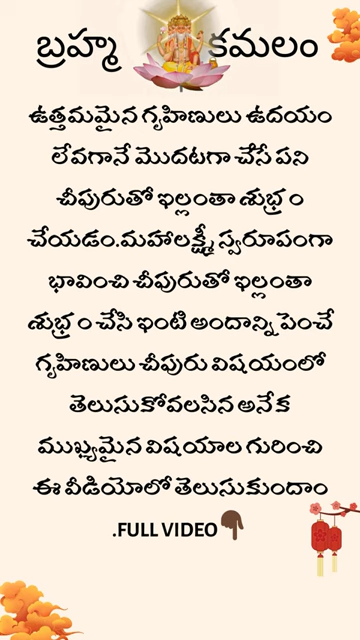 బ్రహ్మ కమలం
ఉత్తమమైన గృహిణులు ఉదయం
లేవగానే మొదటగా చేసే పని
చీపురుతో ఇల్లంతా శుభ్ర ం
చేయడం.మహాలక్ష్మీ స్వరూపంగా
భావించి చీపురుతో ఇల్లంతా
శుభ్ర ం చేసి ఇంటి అందాన్ని పెంచే
గృహిణులు చీపురు విషయంలో
తెలుసుకోవలసిన అనేక
ముఖ్యమైన విషయాల గురించి
ఈ వీడియోలో తెలుసుకుందాం
.FULL VIDEO👇🏿